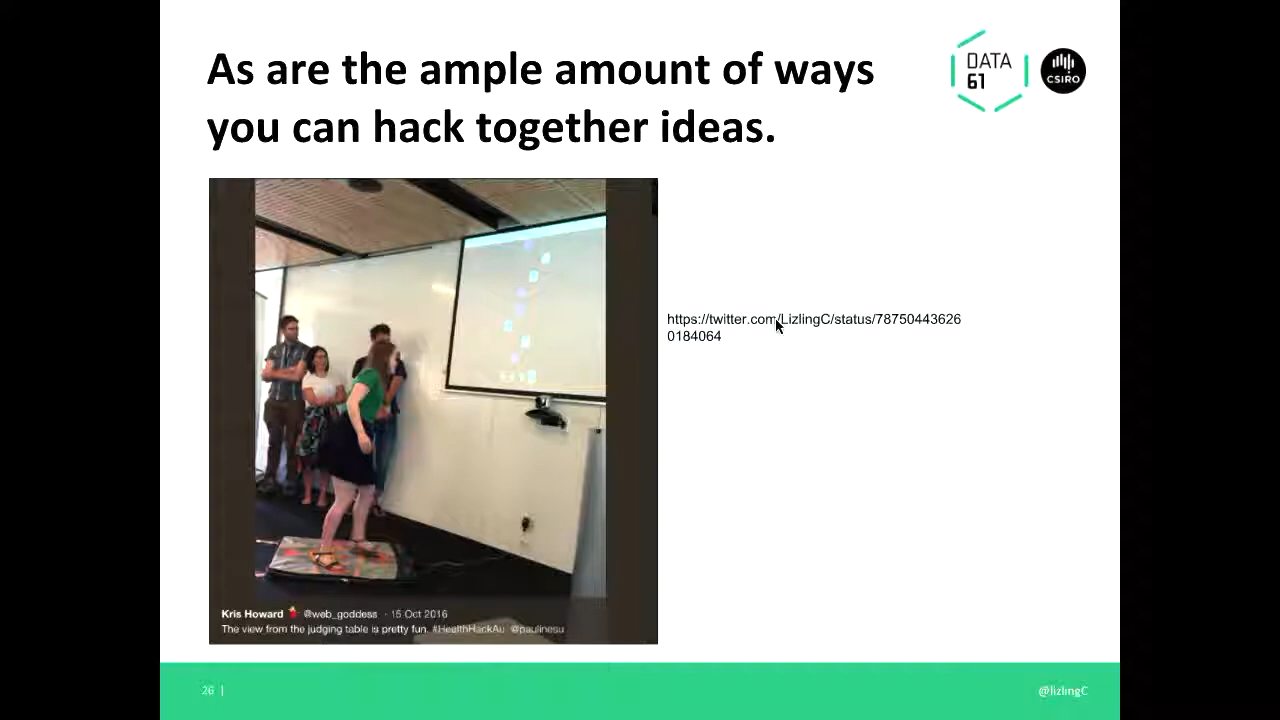 As are the ample amount of ways
you can hack together ideas.
DATA
61
CSIRO
https://twitter.com/LizlingC/status/78750443626
0184064
Kris Howard @web_goddess · 15 Oct 2016
The view from the judging table is pretty fun. #HealthHackAu @paulinesu
26 |
@lizlingC